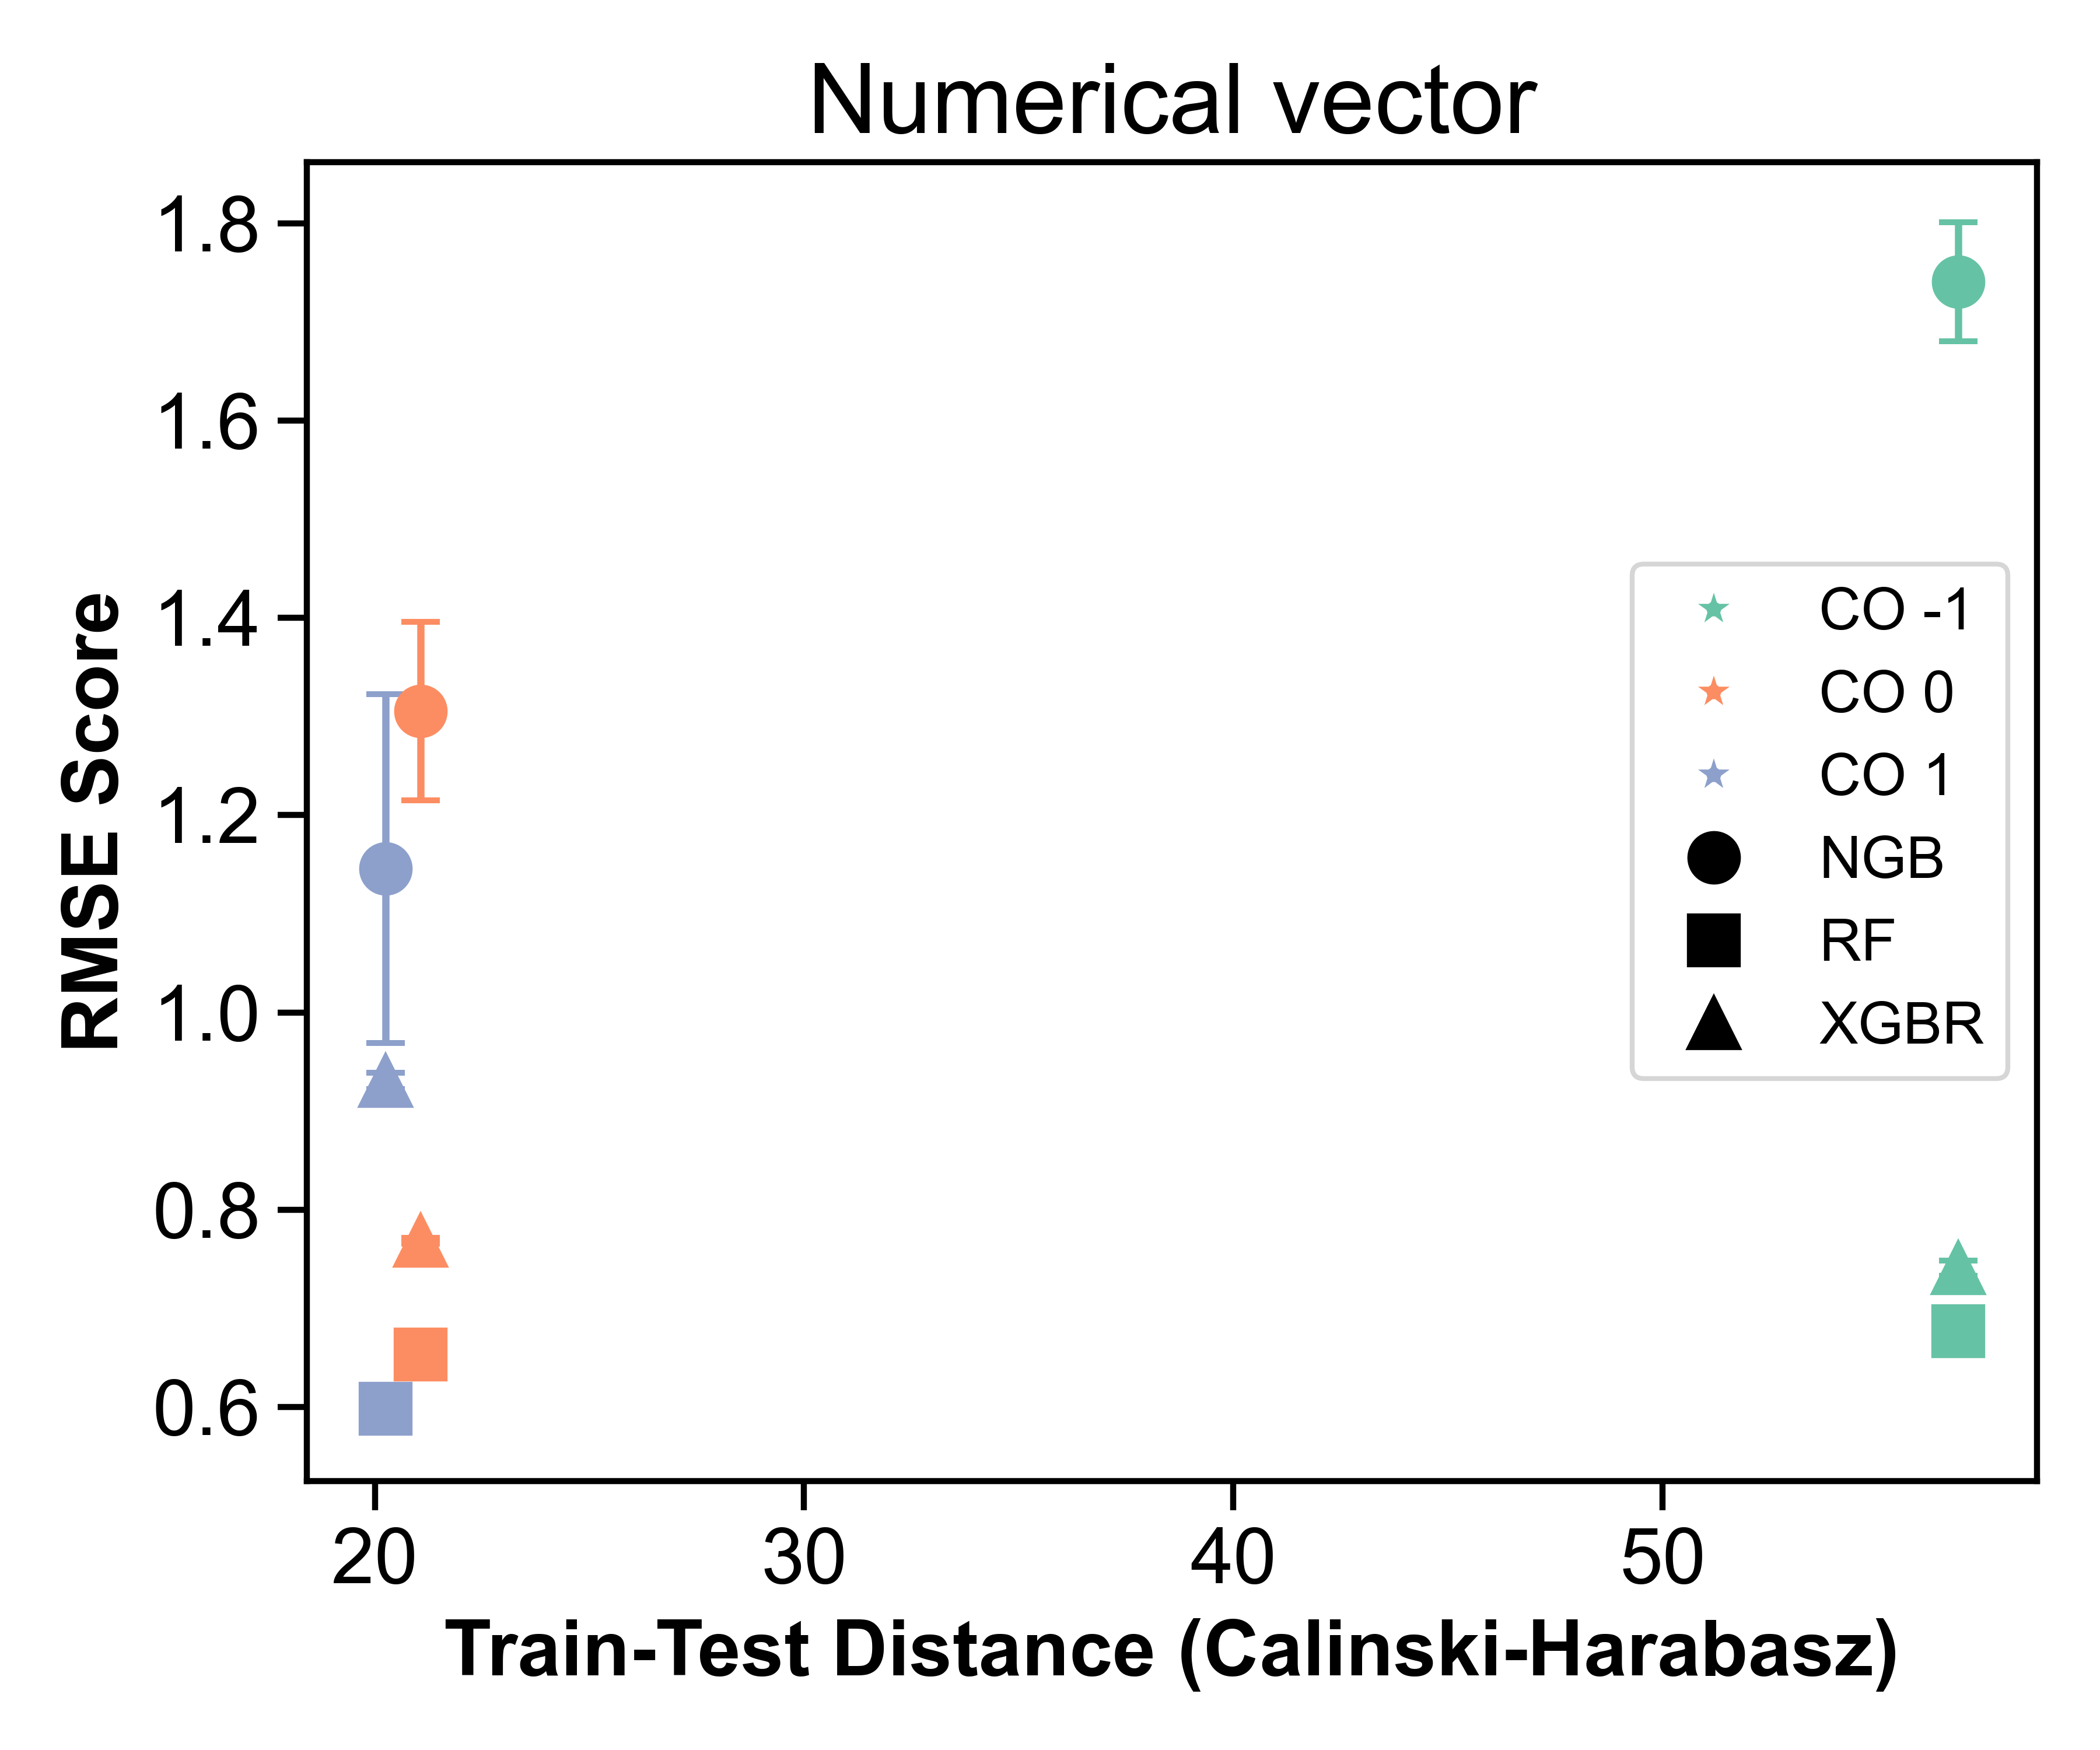 Numerical vector
RMSE Score
1.8
1.6
1.4
1.2
1.0
0.8
0.6
CO -1
CO 0
CO 1
NGB
RF
XGBR
20 30 40 50
Train-Test Distance (Calinski-Harabasz)